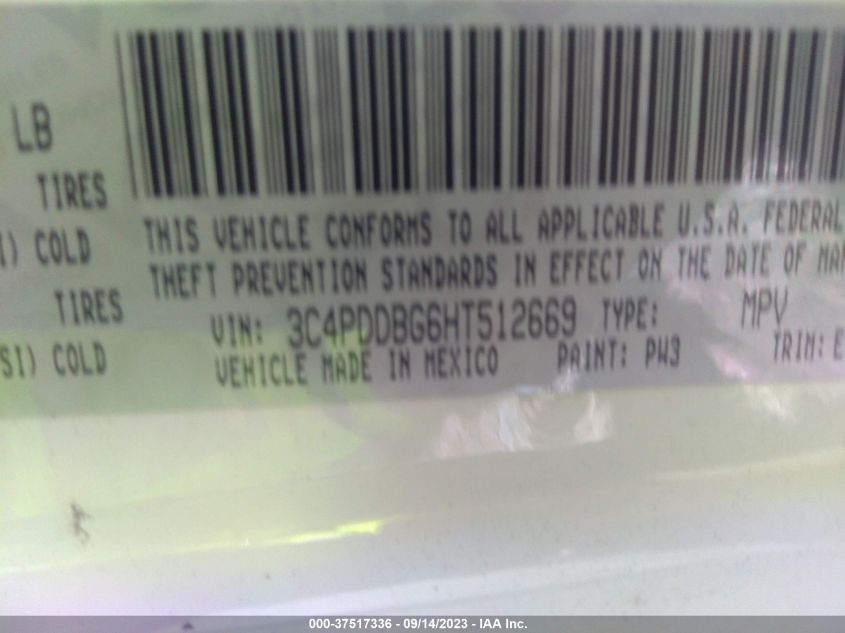 LB
TIRES
THIS VEHICLE CONFORMS TO ALL APPLICABLE U.S.A. FEDERAL
I) COLD
THEFT PREVENTION STANDARDS IN EFFECT ON THE DATE OF MAN
TIRES
VIN: 3C4PDDBG6HT512669 TYPE: MPV
SI) COLD
VEHICLE MADE IN MEXICO PAINT: PW3 TRIM: E
000-37517336 - 09/14/2023 - IAA Inc.